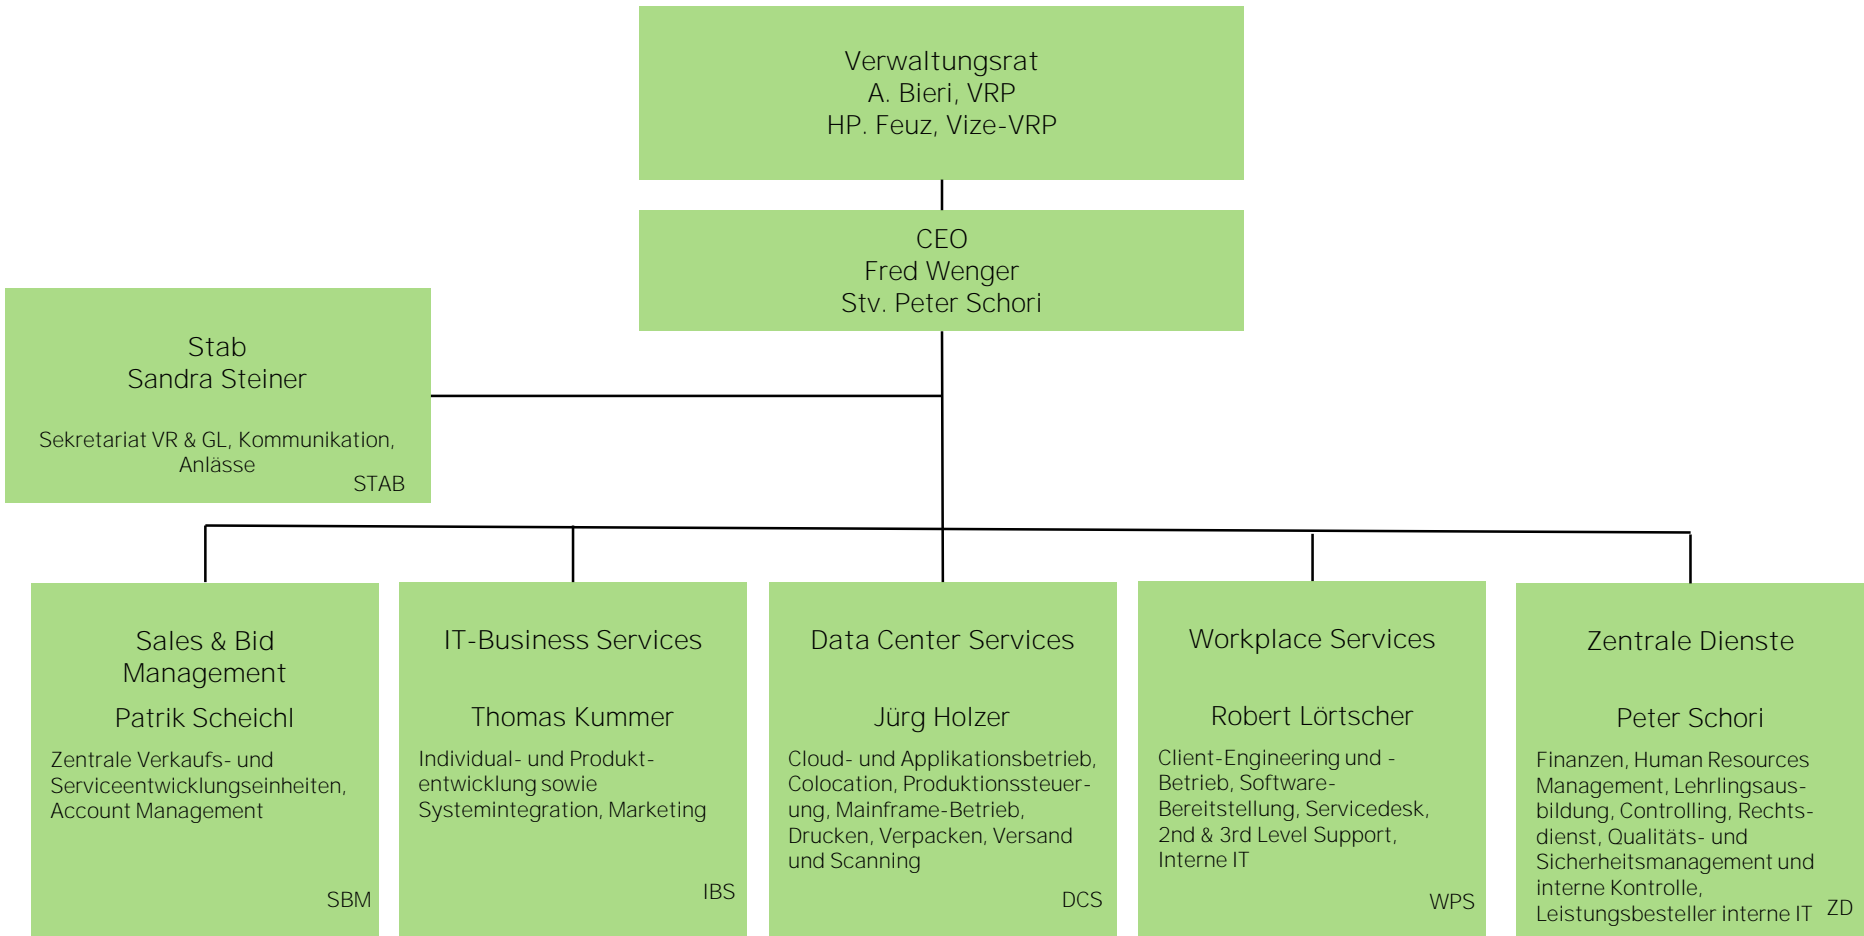 Verwaltungsrat
A. Bieri, VRP
HP. Feuz, Vize-VRP
CEO
Fred Wenger
Stv. Peter Schori
Stab
Sandra Steiner
Sekretariat VR & GL, Kommunikation,
Anlässe
STAB
Sales & Bid
Management
Patrik Scheichl
Zentrale Verkaufs- und
Serviceentwicklungseinheiten,
Account Management
SBM
IT-Business Services
Thomas Kummer
Individual- und Produkt-
entwicklung sowie
Systemintegration, Marketing
IBS
Data Center Services
Jürg Holzer
Cloud- und Applikationsbetrieb,
Colocation, Produktionssteuer-
ung, Mainframe-Betrieb,
Drucken, Verpacken, Versand
und Scanning
DCS
Workplace Services
Robert Lörtscher
Client-Engineering und -
Betrieb, Software-
Bereitstellung, Servicedesk,
2nd & 3rd Level Support,
Interne IT
WPS
Zentrale Dienste
Peter Schori
Finanzen, Human Resources
Management, Lehrlingsaus-
bildung, Controlling, Rechts-
dienst, Qualitäts- und
Sicherheitsmanagement und
interne Kontrolle,
Leistungsbesteller interne IT
ZD